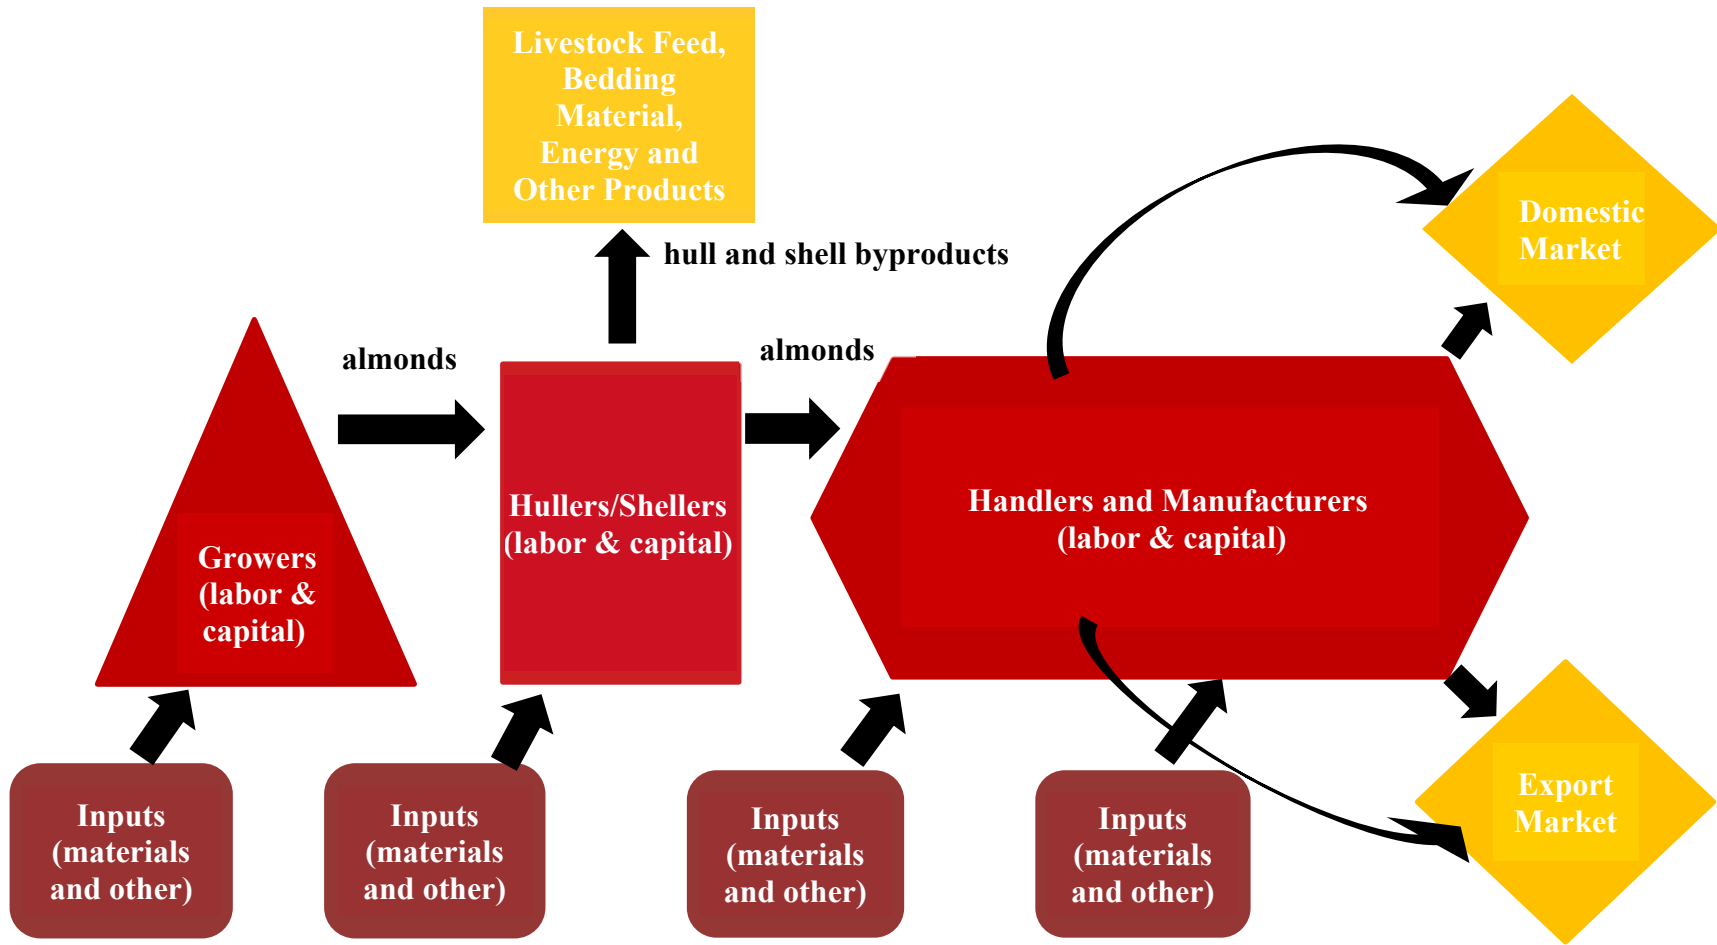 Livestock Feed,
Bedding
Material,
Energy and
Other Products
hull and shell byproducts
almonds
almonds
Domestic
Market
Growers
(labor &
capital)
Hullers/Shellers
(labor & capital)
Handlers and Manufacturers
(labor & capital)
Inputs
(materials
and other)
Inputs
(materials
and other)
Inputs
(materials
and other)
Inputs
(materials
and other)
Export
Market